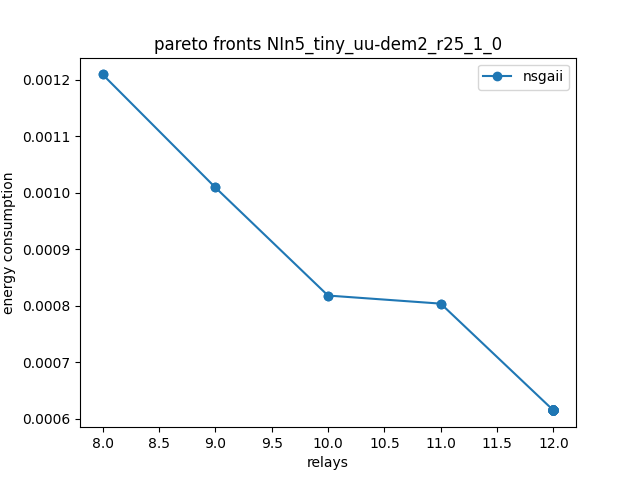 pareto fronts NIn5_tiny_uu-dem2_r25_1_0
nsgaii
energy consumption
0.0012
0.0011
0.0010
0.0009
0.0008
0.0007
0.0006
8.0 8.5 9.0 9.5 10.0 10.5 11.0 11.5 12.0
relays